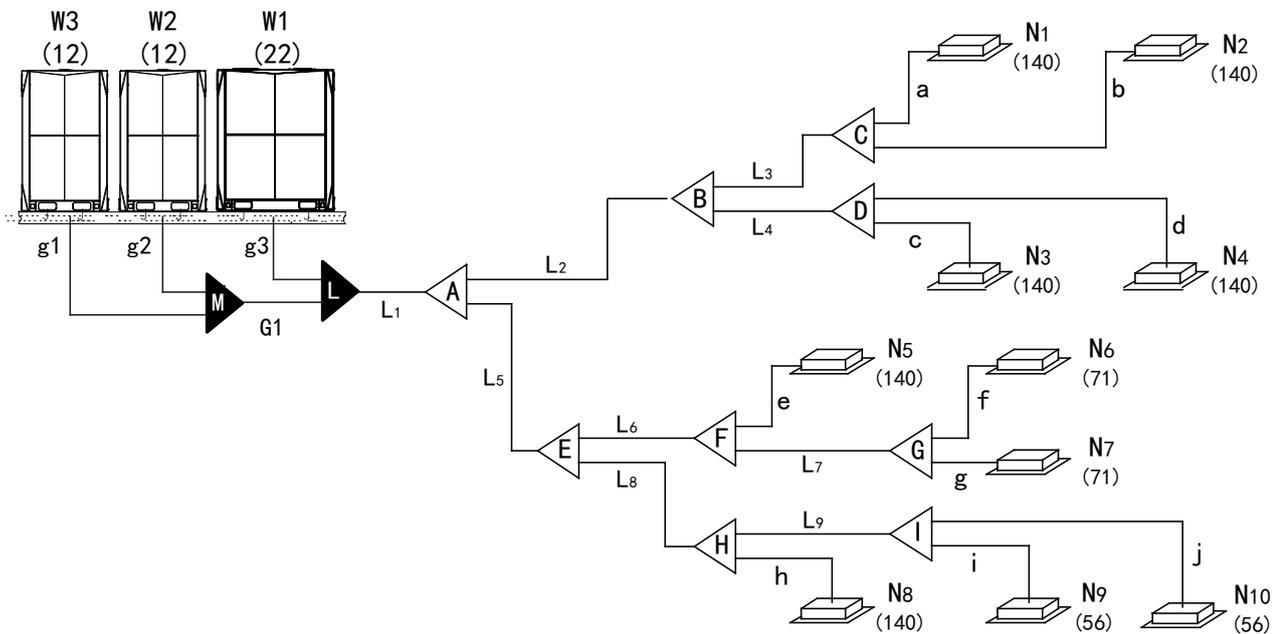 W3 W2 W1
(12) (12) (22)
g1 g2 g3
M L
G1 L1
A
L2
L5
B
L3
L4
C
a b
N1 N2
(140) (140)
D
c d
N3 N4
(140) (140)
E
L6
L8
F
e
L7
N5
(140)
G
f
g
N6
(71)
N7
(71)
H
L9
h
N8
(140)
I
i j
N9 N10
(56) (56)